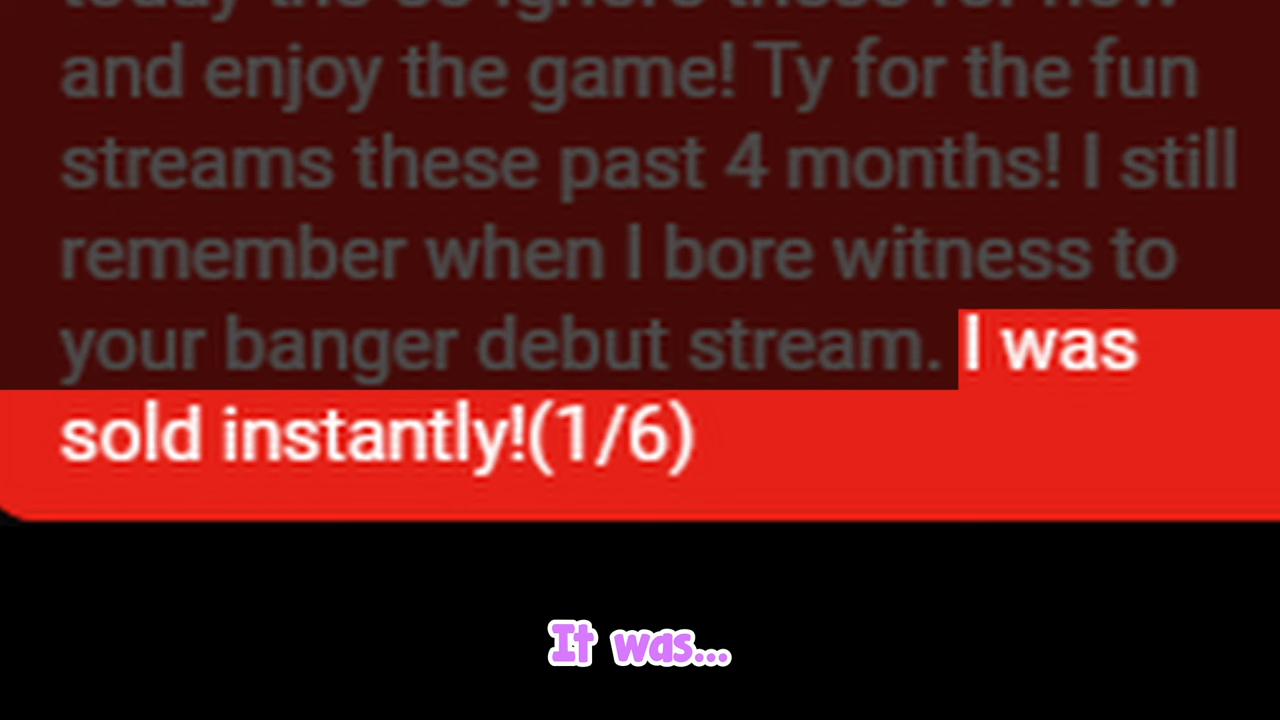 and enjoy the game! Ty for the fun
streams these past 4 months! I still
remember when I bore witness to
your banger debut stream. I was
sold instantly!(1/6)
It was...